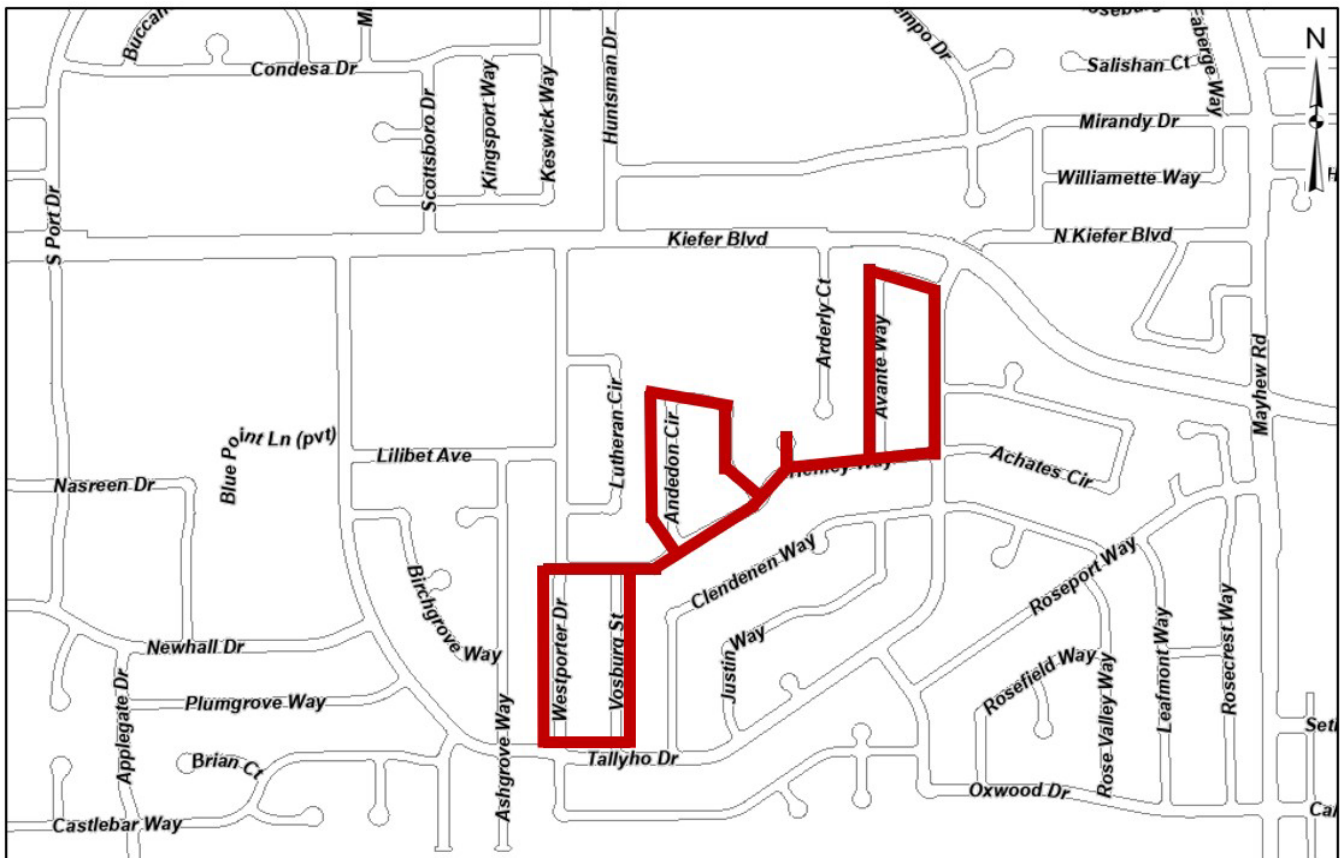 Condesa Dr
Scottsboro Dr
Kingsport Way
Keswick Way
Huntsman Dr
Salishan Ct
Mirandy Dr
Williamette Way
N
S Port Dr
Kiefer Blvd
N Kiefer Blvd
Arderly Ct
Avante Way
Mayhew Rd
Lutheran Cir
Andedon Cir
Blue Point Ln (pvt)
Lilibet Ave
Nasreen Dr
Henley Way
Achates Cir
Clendenen Way
Birchgrove Way
Westporter Dr
Vosburg St
Justin Way
Roseport Way
Newhall Dr
Rosefield Way
Rose Valley Way
Leafmont Way
Rosecrest Way
Applegate Dr
Plumgrove Way
Ashgrove Way
Tallyho Dr
Brian Ct
Oxwood Dr
Castlebar Way